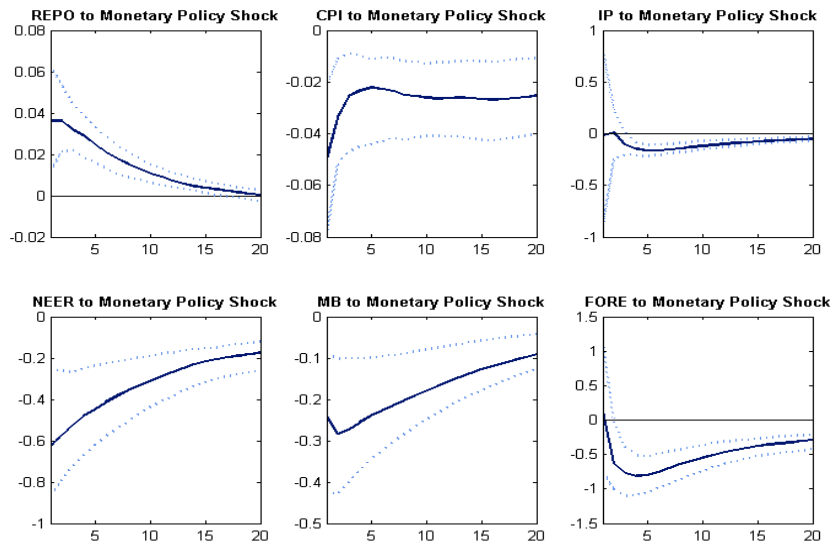 REPO to Monetary Policy Shock
0.08
0.06
0.04
0.02
0
-0.02
5 10 15 20
CPI to Monetary Policy Shock
0
-0.02
-0.04
-0.06
-0.08
5 10 15 20
IP to Monetary Policy Shock
1
0.5
0
-0.5
-1
5 10 15 20
NEER to Monetary Policy Shock
0
-0.2
-0.4
-0.6
-0.8
-1
5 10 15 20
MB to Monetary Policy Shock
0
-0.1
-0.2
-0.3
-0.4
-0.5
5 10 15 20
FORE to Monetary Policy Shock
1.5
1
0.5
0
-0.5
-1
-1.5
5 10 15 20